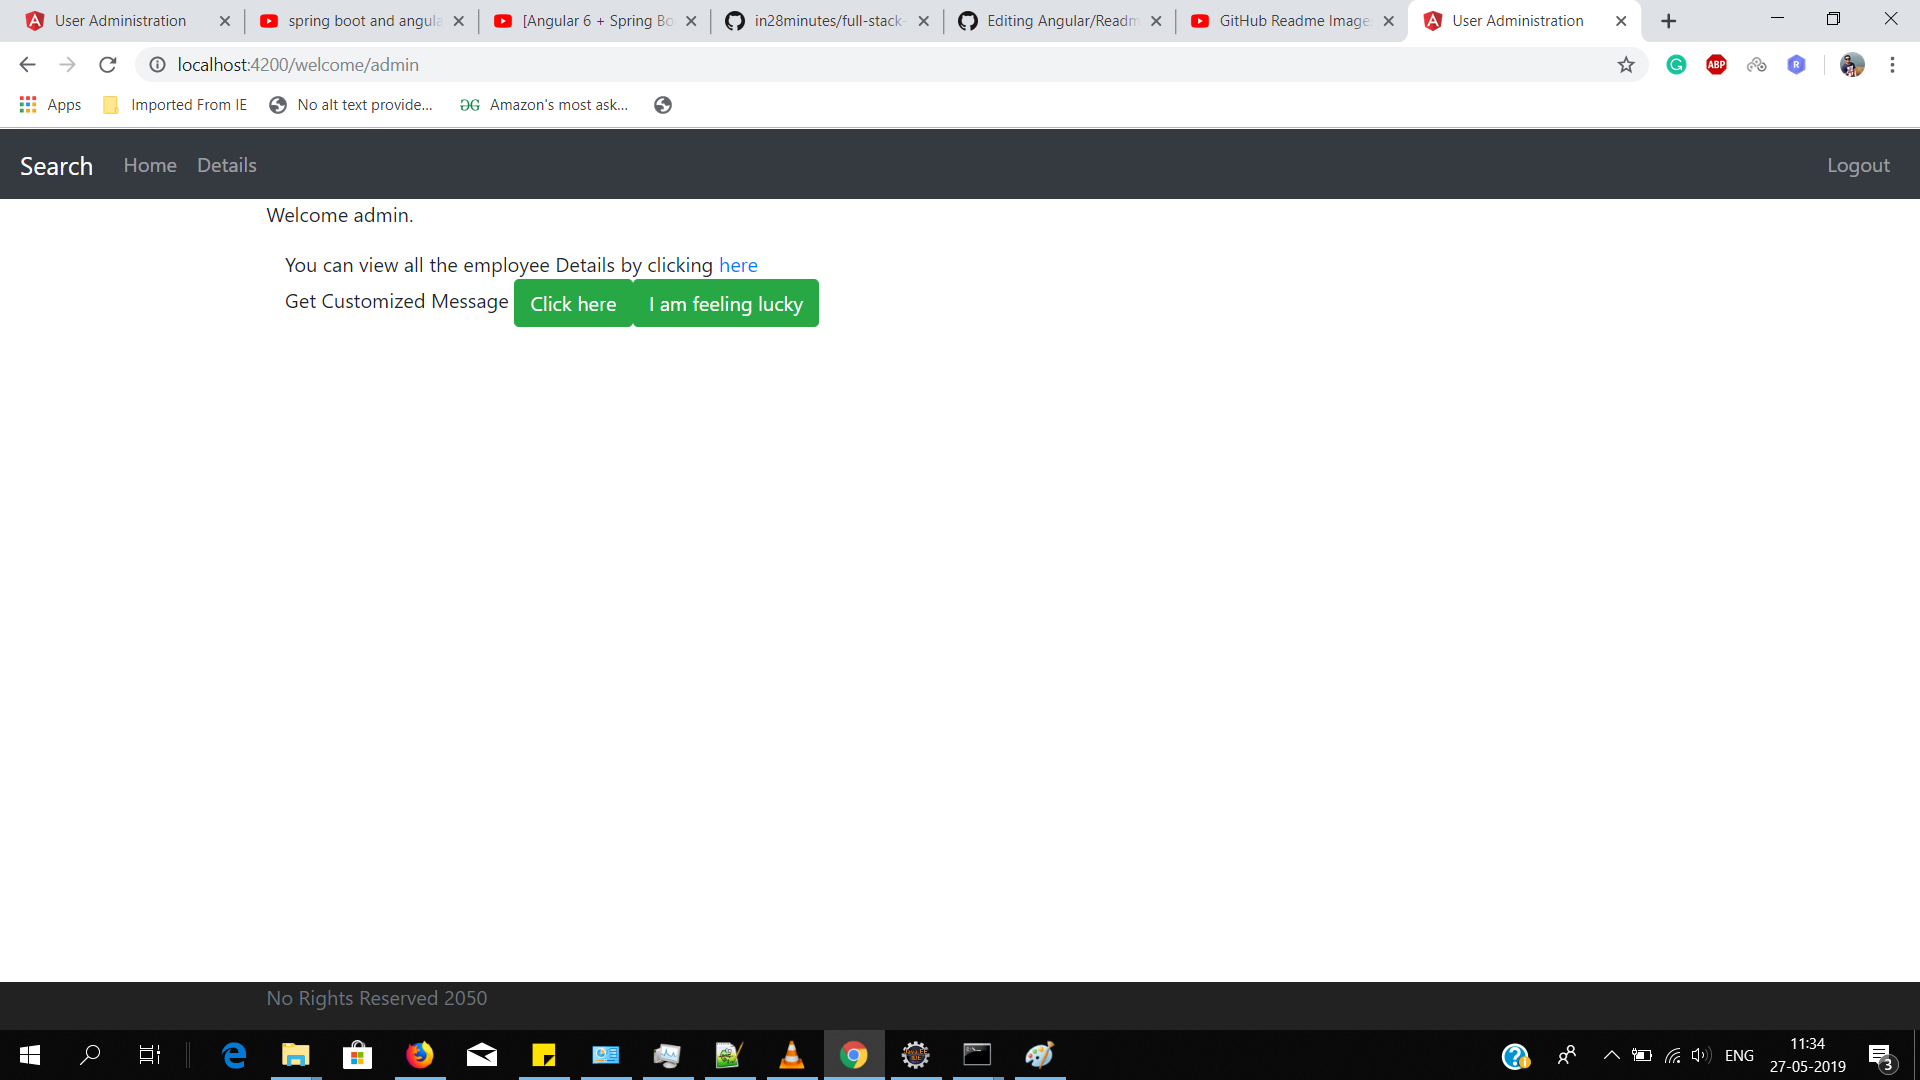 User Administration
spring boot and angula
[Angular 6 + Spring Bo
in28minutes/full-stack-
Editing Angular/Readm
GitHub Readme Image
User Administration
localhost:4200/welcome/admin
ABP
R
Apps
Imported From IE
No alt text provide...
Amazon's most ask...
Search
Home
Details
Logout
Welcome admin.
You can view all the employee Details by clicking here
Get Customized Message Click here I am feeling lucky
No Rights Reserved 2050
ENG
11:34
27-05-2019
3